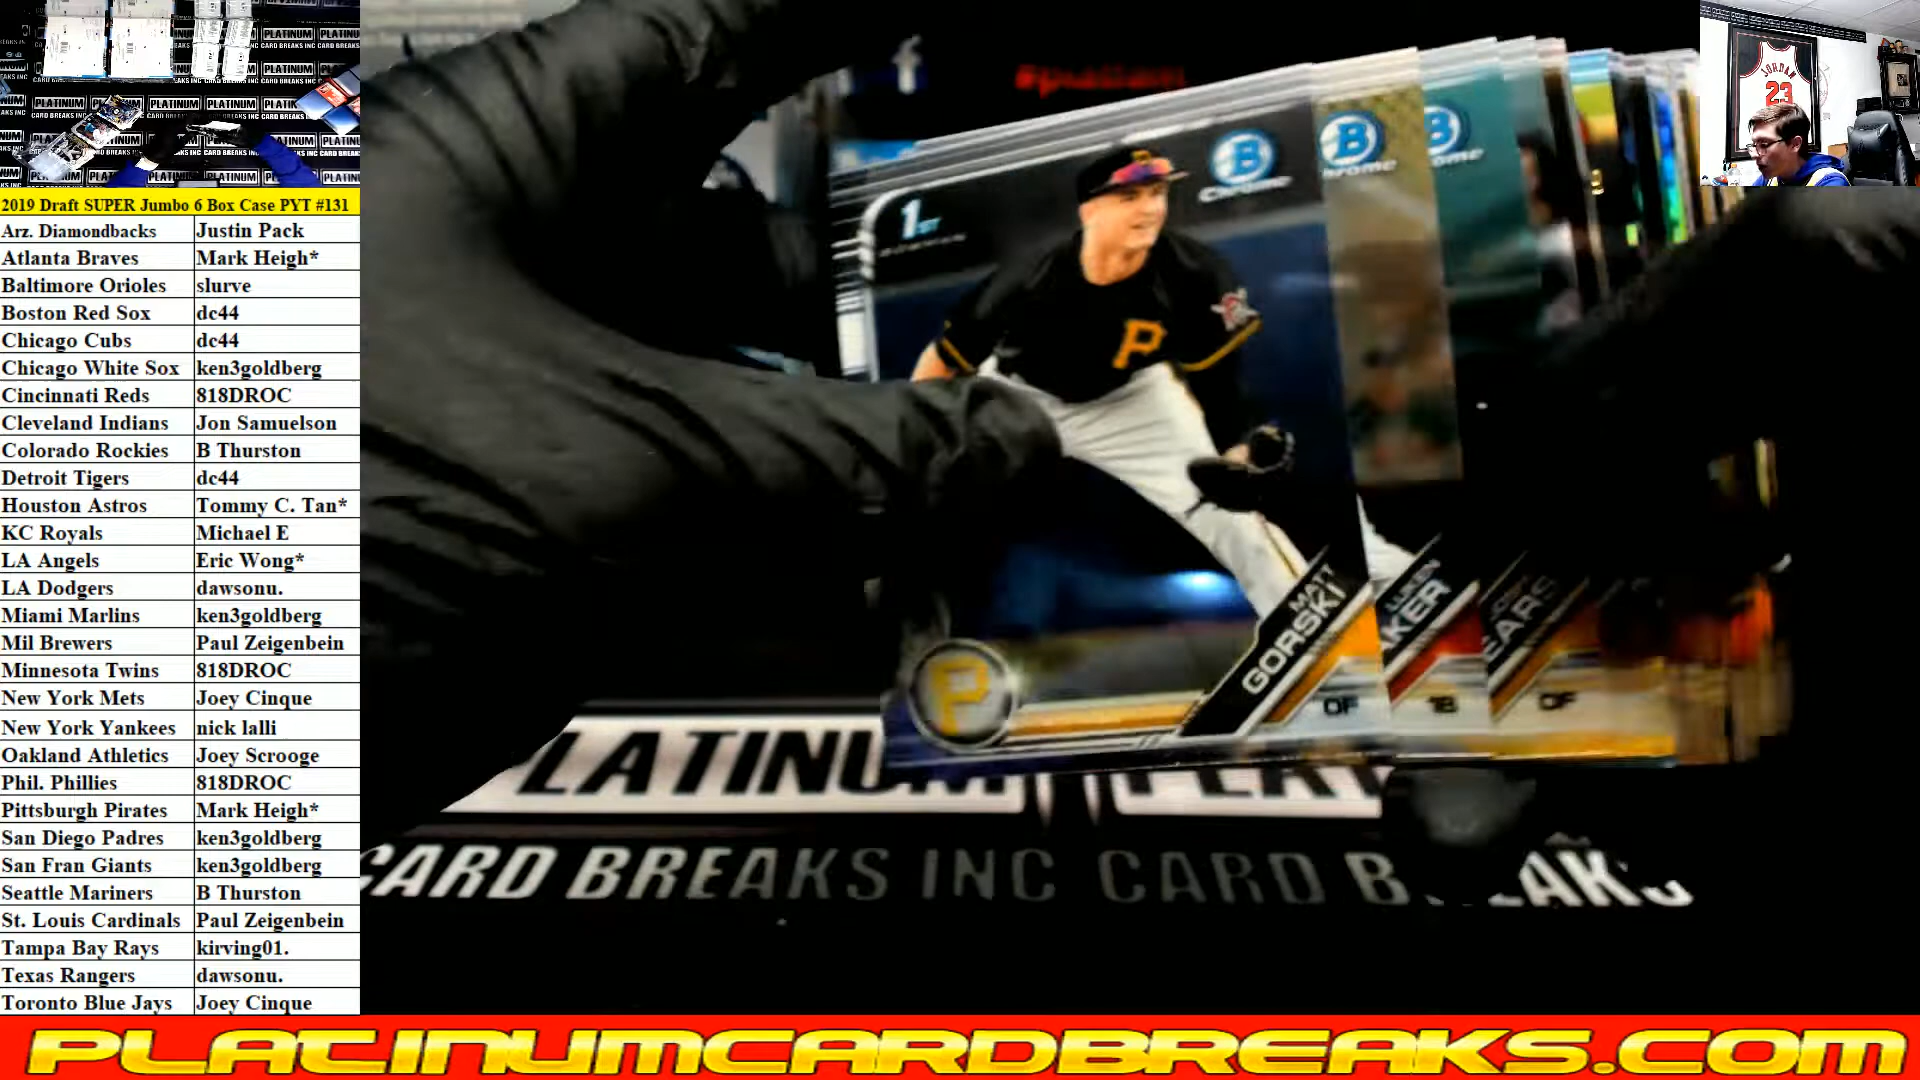 2019 Draft SUPER Jumbo 6 Box Case PYT #131
Arz. Diamondbacks Justin Pack
Atlanta Braves Mark Heigh*
Baltimore Orioles slurve
Boston Red Sox dc44
Chicago Cubs dc44
Chicago White Sox ken3goldberg
Cincinnati Reds 818DROC
Cleveland Indians Jon Samuelson
Colorado Rockies B Thurston
Detroit Tigers dc44
Houston Astros Tommy C. Tan*
KC Royals Michael E
LA Angels Eric Wong*
LA Dodgers dawsonu.
Miami Marlins ken3goldberg
Mil Brewers Paul Zeigenbein
Minnesota Twins 818DROC
New York Mets Joey Cinque
New York Yankees nick lalli
Oakland Athletics Joey Scrooge
Phil. Phillies 818DROC
Pittsburgh Pirates Mark Heigh*
San Diego Padres ken3goldberg
San Fran Giants ken3goldberg
Seattle Mariners B Thurston
St. Louis Cardinals Paul Zeigenbein
Tampa Bay Rays kirving01.
Texas Rangers dawsonu.
Toronto Blue Jays Joey Cinque
1ST
B
Chrome
P
MATT
GORSKI
OF
P
1B
OF
JORDAN
23
LATINUM
CARD BREAKS INC CARD B
PLATINUMCARDBREAKS.COM